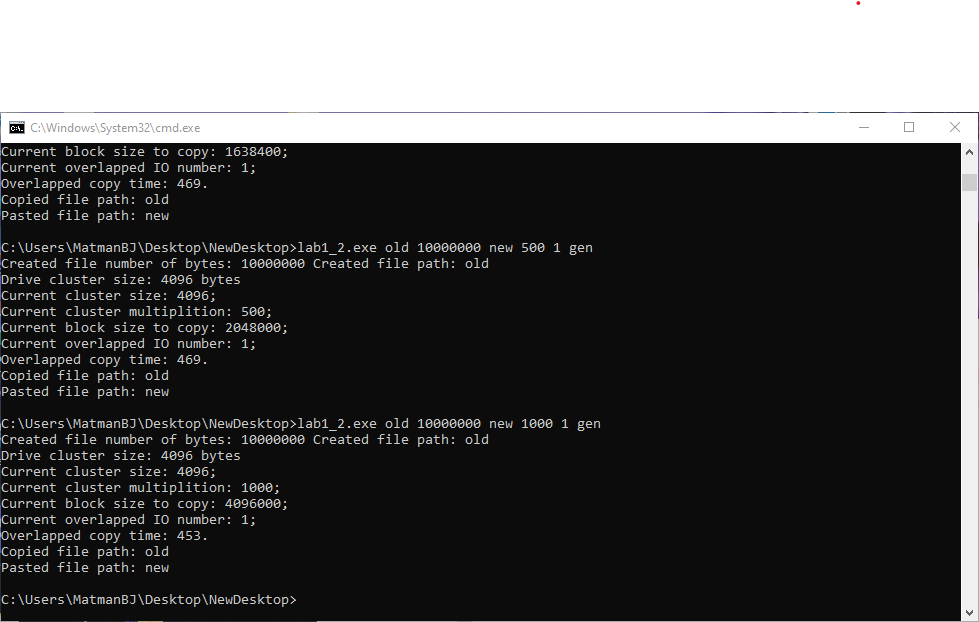 C:\Windows\System32\cmd.exe
Current block size to copy: 1638400;
Current overlapped IO number: 1;
Overlapped copy time: 469.
Copied file path: old
Pasted file path: new
C:\Users\MatmanBJ\Desktop\NewDesktop>lab1_2.exe old 10000000 new 500 1 gen
Created file number of bytes: 10000000 Created file path: old
Drive cluster size: 4096 bytes
Current cluster size: 4096;
Current cluster multiplition: 500;
Current block size to copy: 2048000;
Current overlapped IO number: 1;
Overlapped copy time: 469.
Copied file path: old
Pasted file path: new
C:\Users\MatmanBJ\Desktop\NewDesktop>lab1_2.exe old 10000000 new 1000 1 gen
Created file number of bytes: 10000000 Created file path: old
Drive cluster size: 4096 bytes
Current cluster size: 4096;
Current cluster multiplition: 1000;
Current block size to copy: 4096000;
Current overlapped IO number: 1;
Overlapped copy time: 453.
Copied file path: old
Pasted file path: new
C:\Users\MatmanBJ\Desktop\NewDesktop>